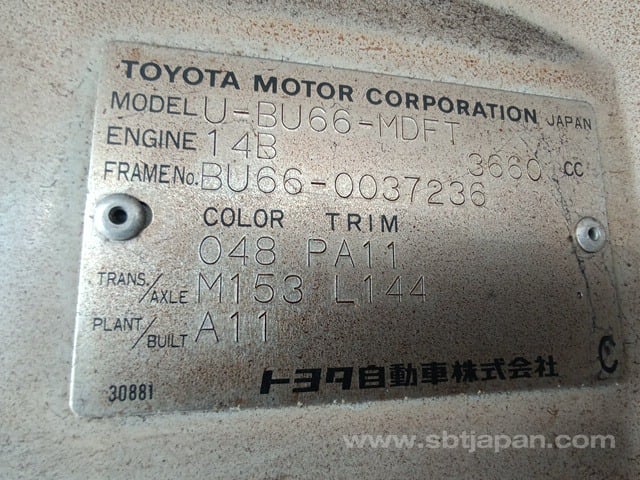 TOYOTA MOTOR CORPORATION JAPAN
MODEL U-BU66-MDFT
ENGINE 14B 3660 CC
FRAME No. BU66-0037236
COLOR TRIM
048 PA11
TRANS./AXLE M153 L144
PLANT/BUILT A11
トヨタ自動車株式会社
30881
C
www.sbtjapan.com